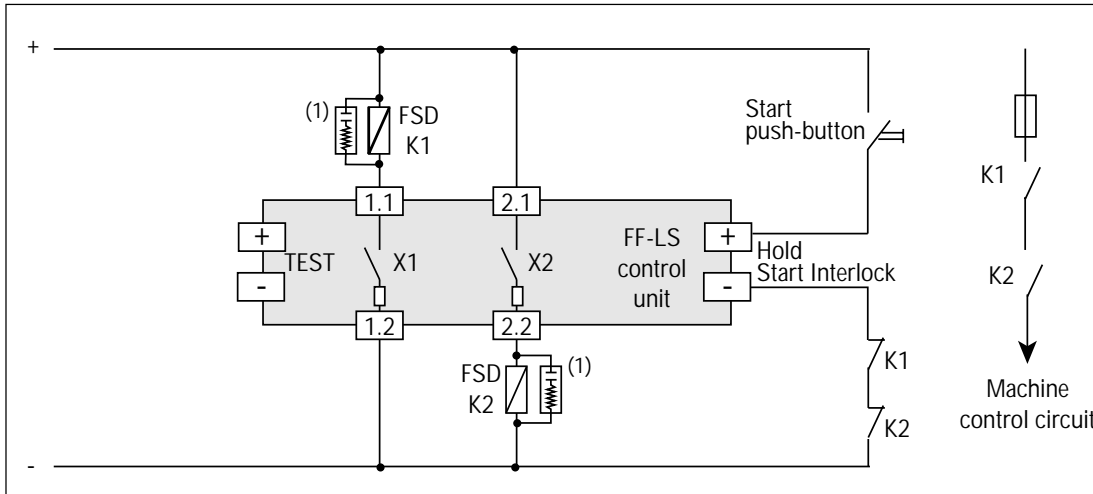 +
(1)
FSD
K1
Start
push-button
K1
1.1
2.1
+
TEST
-
X1
X2
FF-LS
control
unit
+
-
Hold
Start Interlock
K2
1.2
2.2
FSD
K2
(1)
K1
K2
Machine
control circuit
-